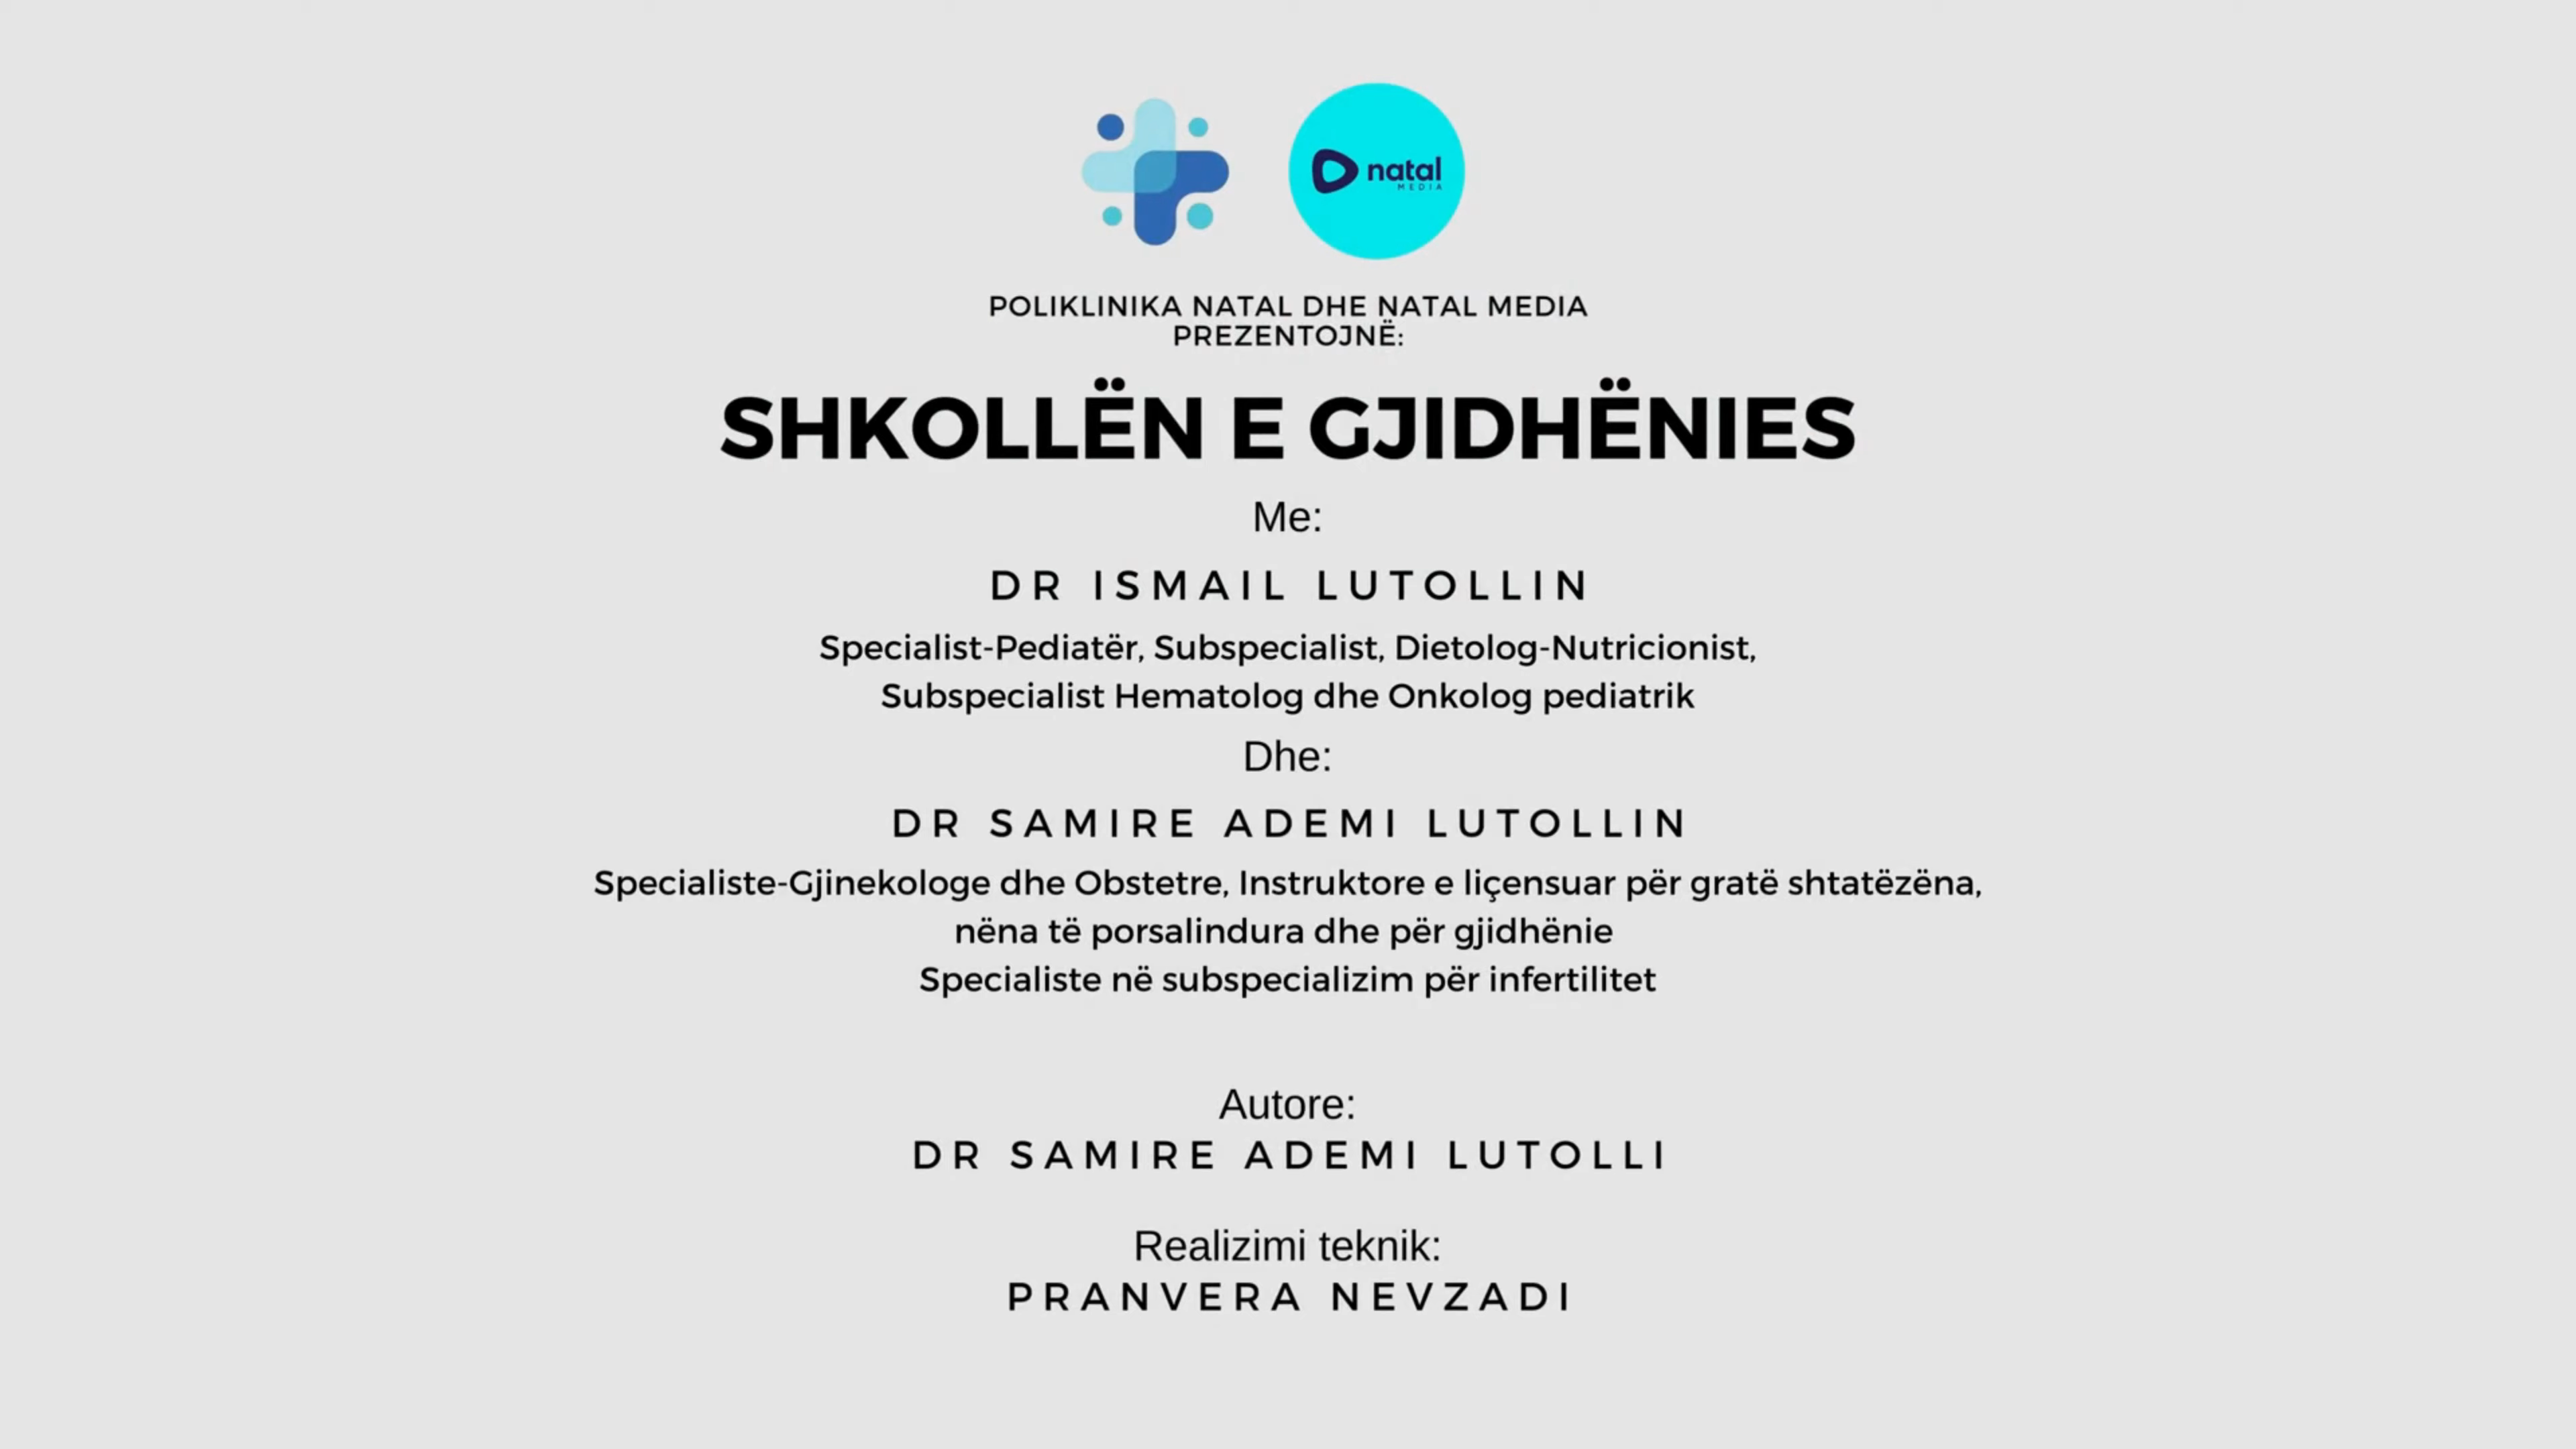 natal
MEDIA
POLIKLINIKA NATAL DHE NATAL MEDIA
PREZENTOJNË:
SHKOLLËN E GJIDHËNIES
Me:
DR ISMAIL LUTOLLIN
Specialist-Pediatër, Subspecialist, Dietolog-Nutricionist,
Subspecialist Hematolog dhe Onkolog pediatrik
Dhe:
DR SAMIRE ADEMI LUTOLLIN
Specialiste-Gjinekologe dhe Obstetre, Instruktore e liçensuar për gratë shtatëzëna,
nëna të porsalindura dhe për gjidhënie
Specialiste në subspecializim për infertilitet
Autore:
DR SAMIRE ADEMI LUTOLLI
Realizimi teknik:
PRANVERA NEVZADI